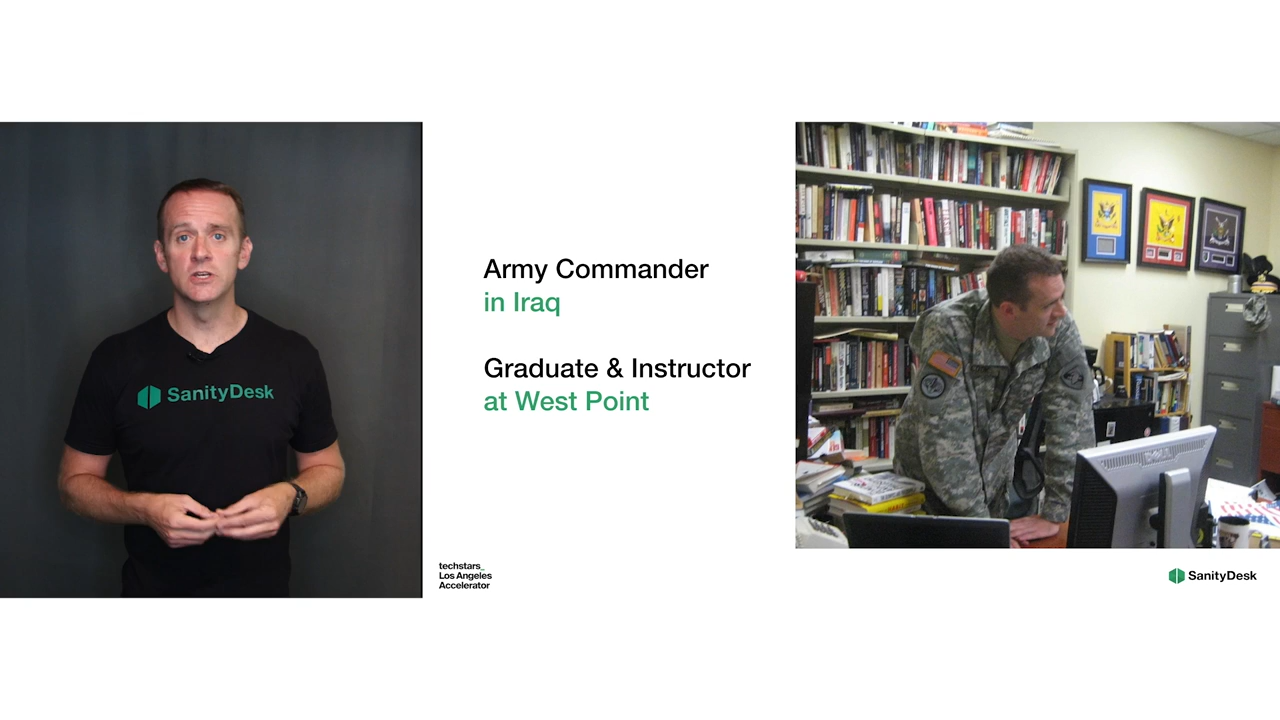 SanityDesk
Army Commander
in Iraq
Graduate & Instructor
at West Point
techstars_
Los Angeles
Accelerator
SanityDesk